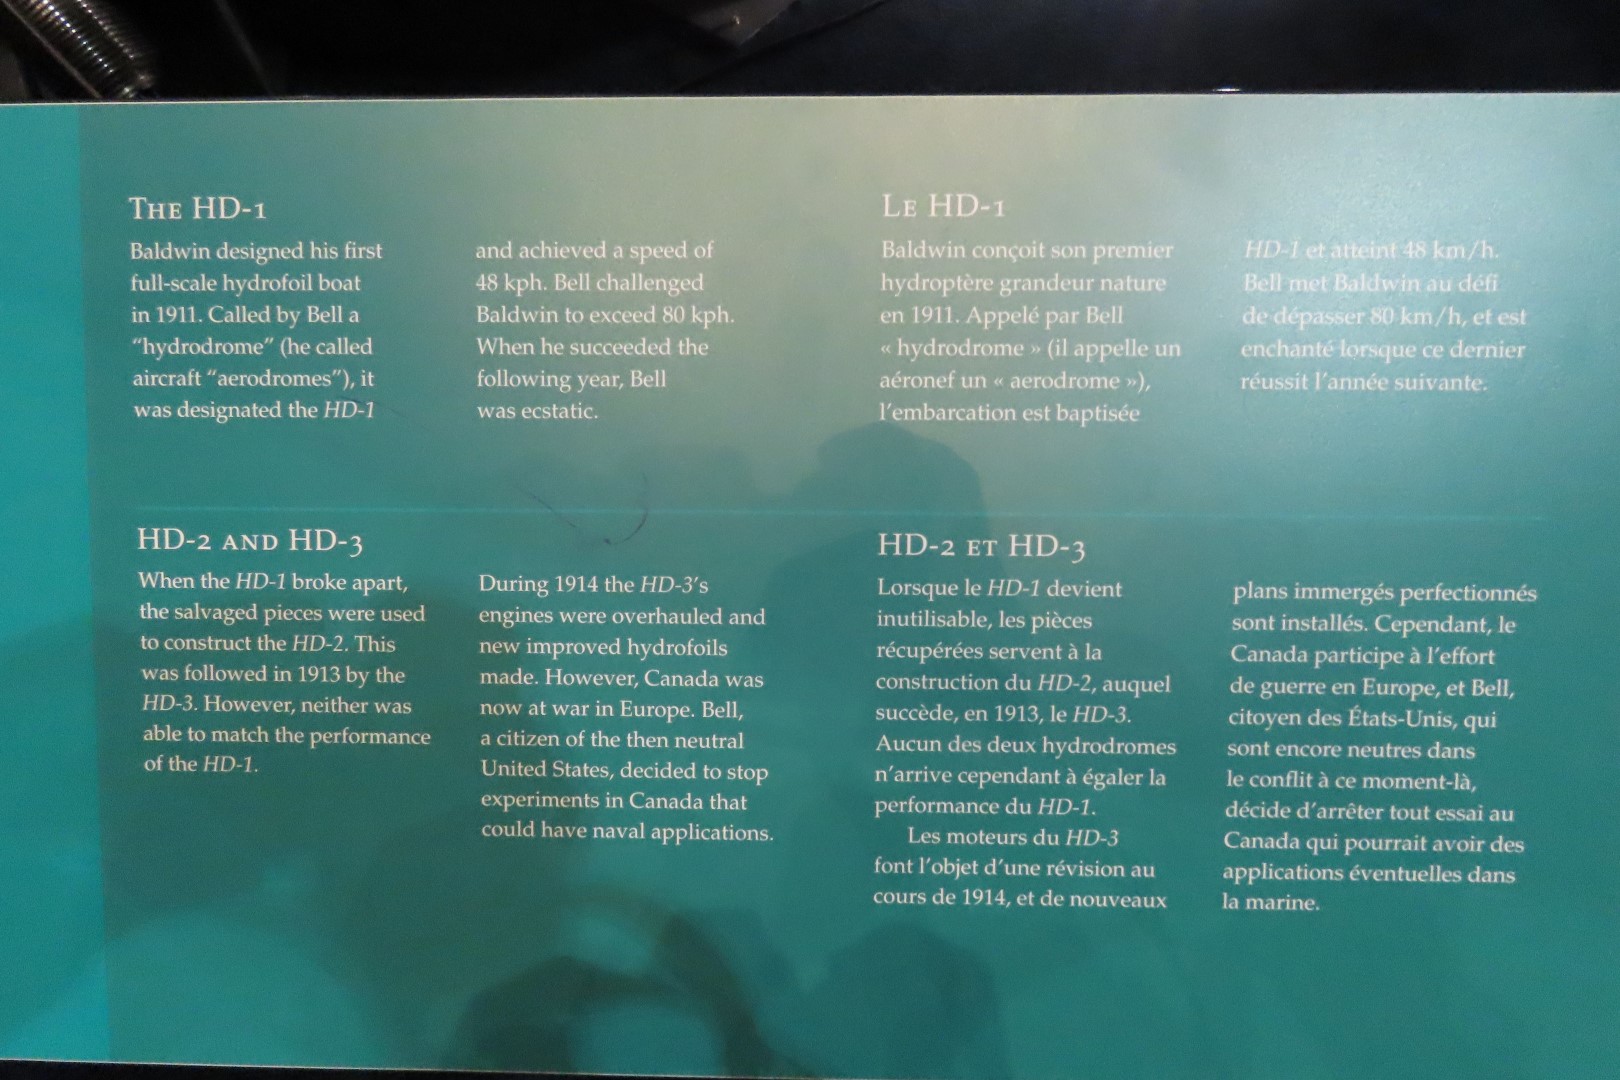 THE HD-1
Baldwin designed his first
full-scale hydrofoil boat
in 1911. Called by Bell a
“hydrodrome” (he called
aircraft “aerodromes”), it
was designated the HD-1
and achieved a speed of
48 kph. Bell challenged
Baldwin to exceed 80 kph.
When he succeeded the
following year, Bell
was ecstatic.
HD-2 AND HD-3
When the HD-1 broke apart,
the salvaged pieces were used
to construct the HD-2. This
was followed in 1913 by the
HD-3. However, neither was
able to match the performance
of the HD-1.
During 1914 the HD-3’s
engines were overhauled and
new improved hydrofoils
made. However, Canada was
now at war in Europe. Bell,
a citizen of the then neutral
United States, decided to stop
experiments in Canada that
could have naval applications.
LE HD-1
Baldwin conçoit son premier
hydroptère grandeur nature
en 1911. Appelé par Bell
« hydrodrome » (il appelle un
aéronef un « aerodrome »),
l’embarcation est baptisée
HD-1 et atteint 48 km/h.
Bell met Baldwin au défi
de dépasser 80 km/h, et est
enchanté lorsque ce dernier
réussit l’année suivante.
HD-2 ET HD-3
Lorsque le HD-1 devient
inutilisable, les pièces
récupérées servent à la
construction du HD-2, auquel
succède, en 1913, le HD-3.
Aucun des deux hydrodromes
n’arrive cependant à égaler la
performance du HD-1.
Les moteurs du HD-3
font l’objet d’une révision au
cours de 1914, et de nouveaux
plans immergés perfectionnés
sont installés. Cependant, le
Canada participe à l’effort
de guerre en Europe, et Bell,
citoyen des États-Unis, qui
sont encore neutres dans
le conflit à ce moment-là,
décide d’arrêter tout essai au
Canada qui pourrait avoir des
applications éventuelles dans
la marine.